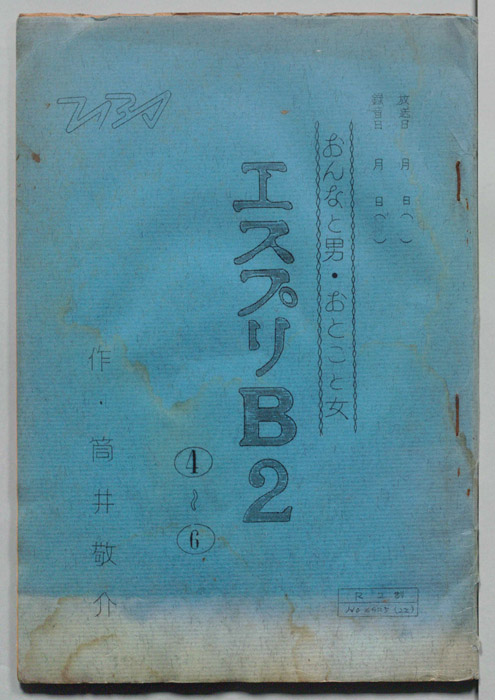 放送日 月 日( )
録音日 月 日( )
おんなと男・おとこと女
エスプリB2
④〜⑥
作・筒井敬介